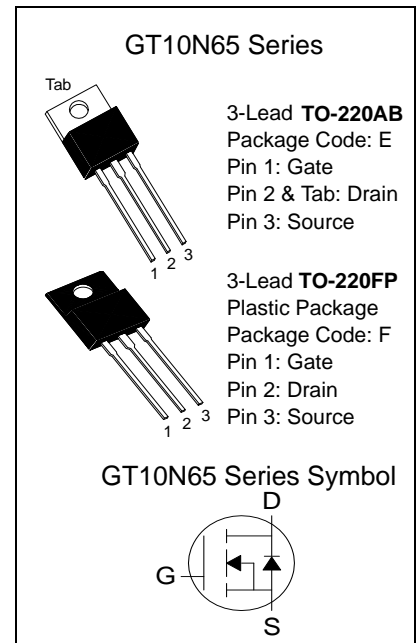 GT10N65 Series
Tab
3-Lead TO-220AB
Package Code: E
Pin 1: Gate
Pin 2 & Tab: Drain
Pin 3: Source
1 2 3
3-Lead TO-220FP
Plastic Package
Package Code: F
Pin 1: Gate
Pin 2: Drain
Pin 3: Source
1 2 3
GT10N65 Series Symbol
D
G
S